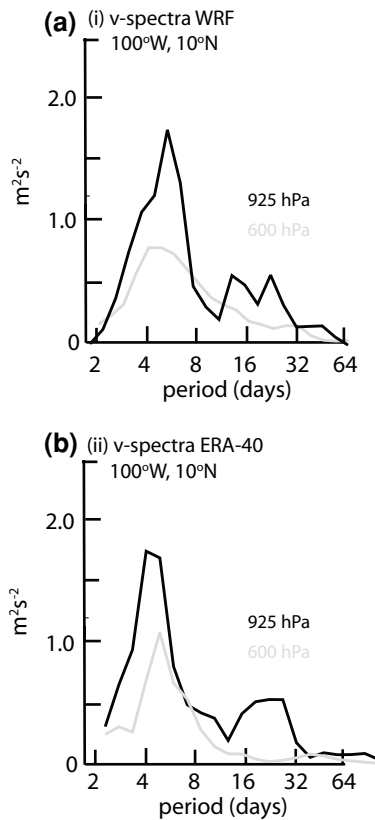 (a) (i) v-spectra WRF
100°W, 10°N
2.0
m²s⁻²
925 hPa
600 hPa
1.0
0
2 4 8 16 32 64
period (days)
(b) (ii) v-spectra ERA-40
100°W, 10°N
2.0
m²s⁻²
925 hPa
600 hPa
1.0
0
2 4 8 16 32 64
period (days)